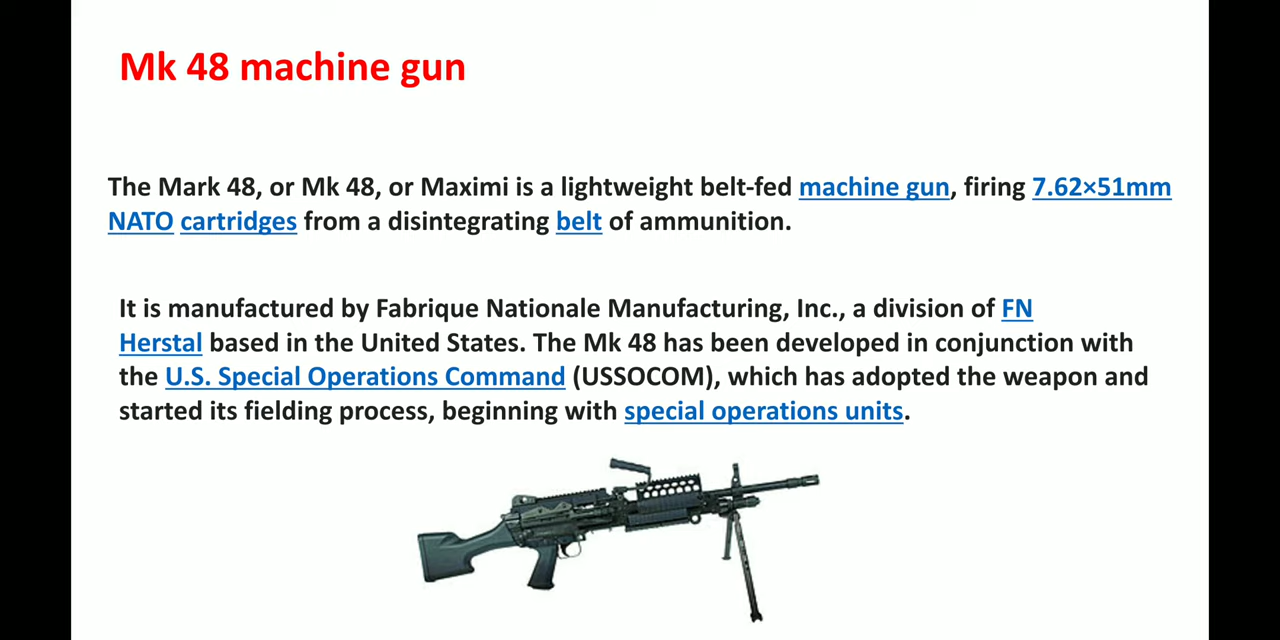 Mk 48 machine gun
The Mark 48, or Mk 48, or Maximi is a lightweight belt-fed machine gun, firing 7.62×51mm
NATO cartridges from a disintegrating belt of ammunition.
It is manufactured by Fabrique Nationale Manufacturing, Inc., a division of FN
Herstal based in the United States. The Mk 48 has been developed in conjunction with
the U.S. Special Operations Command (USSOCOM), which has adopted the weapon and
started its fielding process, beginning with special operations units.